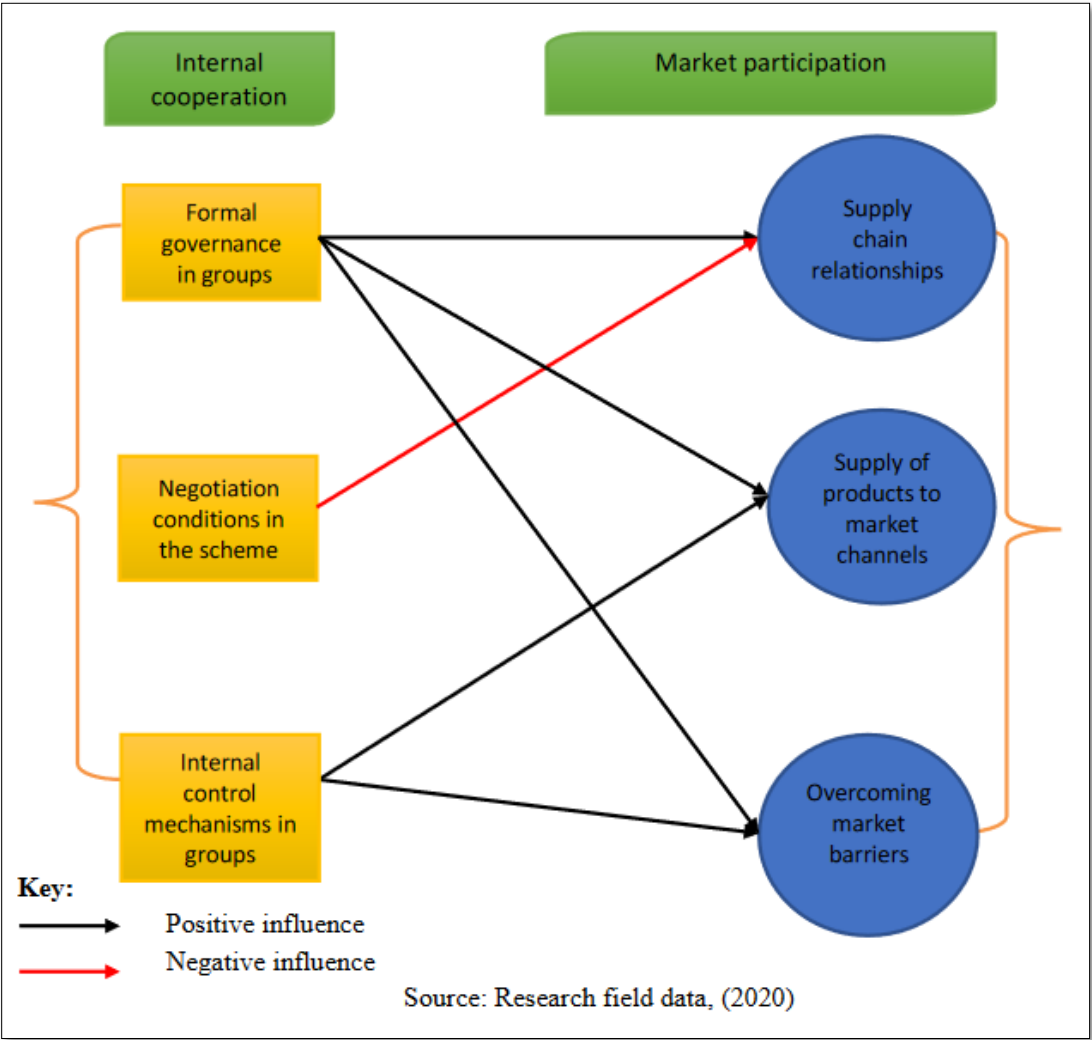 Internal
cooperation
Market participation
Formal
governance
in groups
Supply
chain
relationships
Negotiation
conditions in
the scheme
Supply of
products to
market
channels
Internal
control
mechanisms in
groups
Overcoming
market
barriers
Key:
Positive influence
Negative influence
Source: Research field data, (2020)